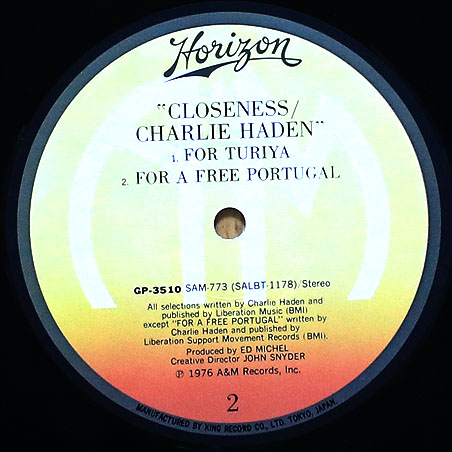 Horizon
"CLOSENESS/
CHARLIE HADEN"
1. FOR TURIYA
2. FOR A FREE PORTUGAL
GP-3510 SAM-773 (SALBT-1178)/Stereo
All selections written by Charlie Haden and
published by Liberation Music (BMI)
except "FOR A FREE PORTUGAL" written by
Charlie Haden and published by
Liberation Support Movement Records (BMI).
Produced by ED MICHEL
Creative Director JOHN SNYDER
℗ 1976 A&M Records, Inc.
2
MANUFACTURED BY KING RECORD CO., LTD. TOKYO, JAPAN